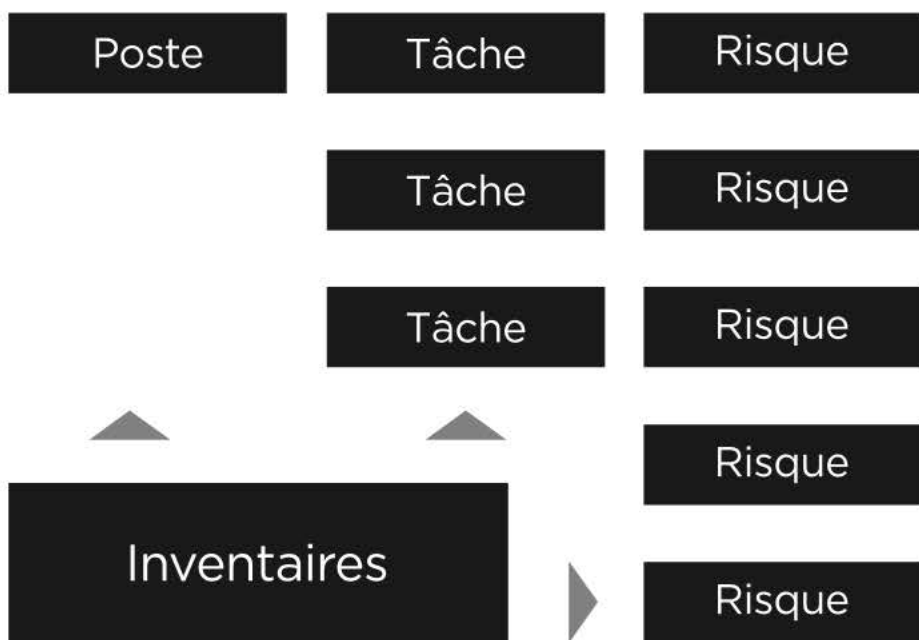 Poste
Tâche
Risque
Tâche
Risque
Tâche
Risque
Risque
Inventaires
Risque